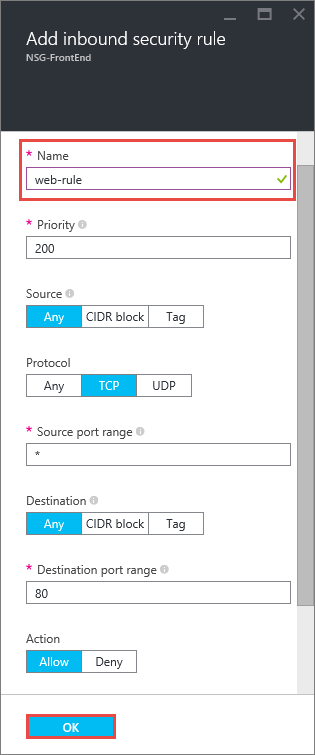 Add inbound security rule
NSG-FrontEnd
* Name
web-rule
* Priority
200
Source
Any CIDR block Tag
Protocol
Any TCP UDP
* Source port range
*
Destination
Any CIDR block Tag
* Destination port range
80
Action
Allow Deny
OK